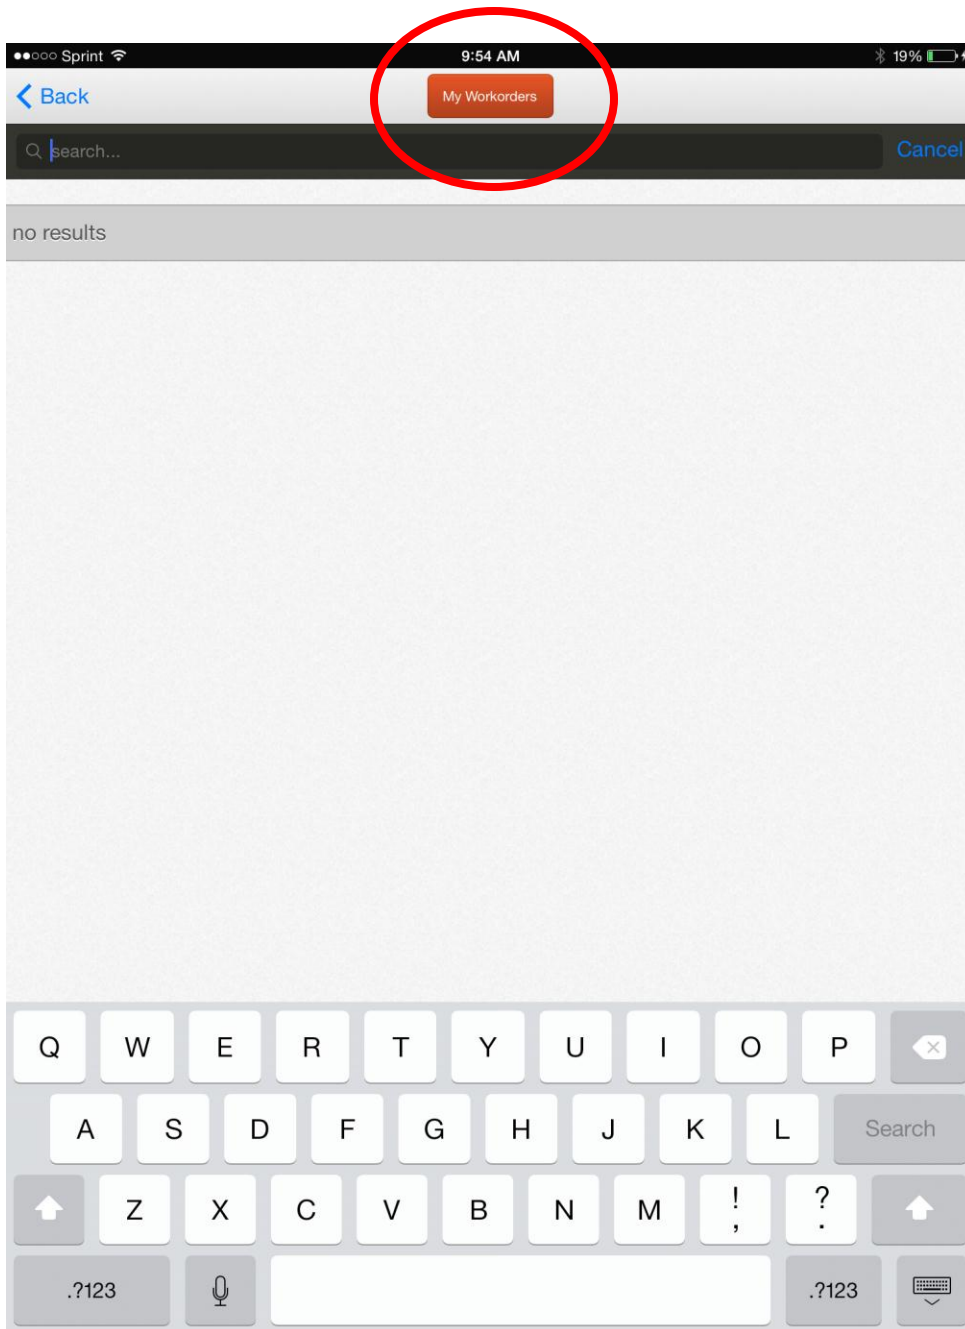 Sprint 9:54 AM 19%
Back My Workorders
search... Cancel
no results
Q W E R T Y U I O P
A S D F G H J K L Search
Z X C V B N M ! , ? .
.?123 .?123